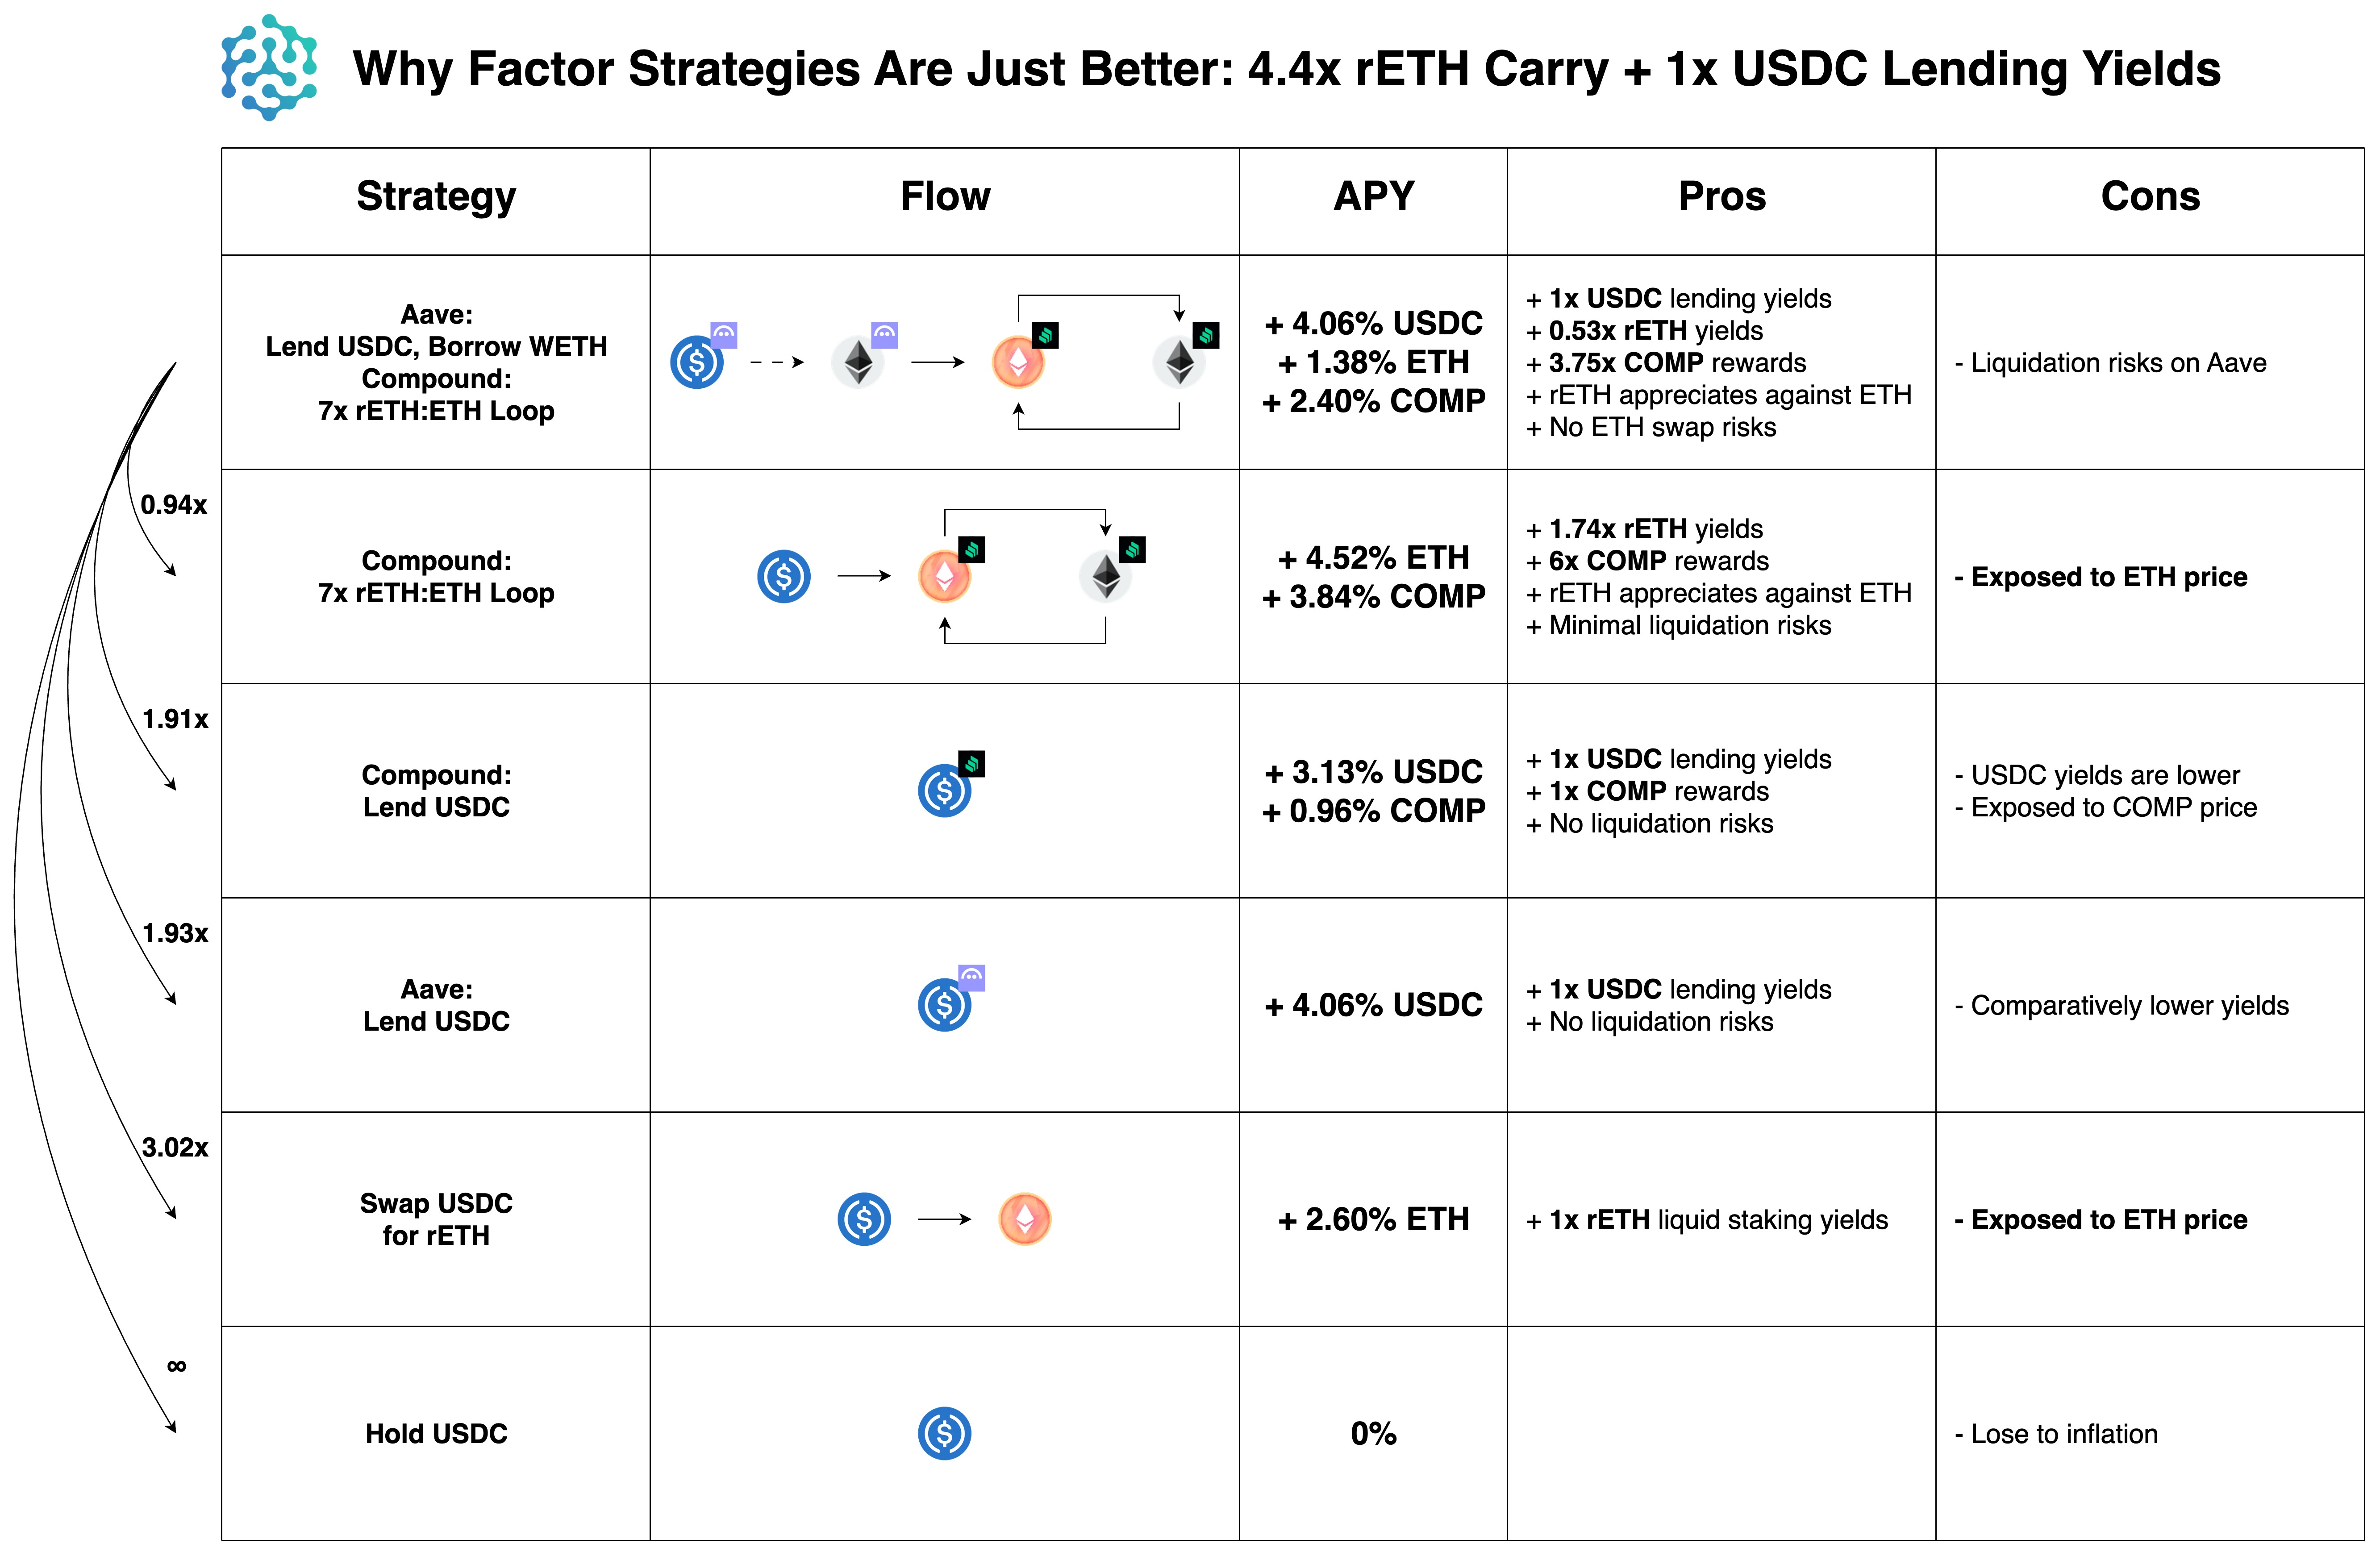 Why Factor Strategies Are Just Better: 4.4x rETH Carry + 1x USDC Lending Yields
Strategy
Flow
APY
Pros
Cons
Aave:
Lend USDC, Borrow WETH
Compound:
7x rETH:ETH Loop
+ 4.06% USDC
+ 1.38% ETH
+ 2.40% COMP
+ 1x USDC lending yields
+ 0.53x rETH yields
+ 3.75x COMP rewards
+ rETH appreciates against ETH
+ No ETH swap risks
- Liquidation risks on Aave
0.94x
Compound:
7x rETH:ETH Loop
+ 4.52% ETH
+ 3.84% COMP
+ 1.74x rETH yields
+ 6x COMP rewards
+ rETH appreciates against ETH
+ Minimal liquidation risks
- Exposed to ETH price
1.91x
Compound:
Lend USDC
+ 3.13% USDC
+ 0.96% COMP
+ 1x USDC lending yields
+ 1x COMP rewards
+ No liquidation risks
- USDC yields are lower
- Exposed to COMP price
1.93x
Aave:
Lend USDC
+ 4.06% USDC
+ 1x USDC lending yields
+ No liquidation risks
- Comparatively lower yields
3.02x
Swap USDC
for rETH
+ 2.60% ETH
+ 1x rETH liquid staking yields
- Exposed to ETH price
∞
Hold USDC
0%
- Lose to inflation